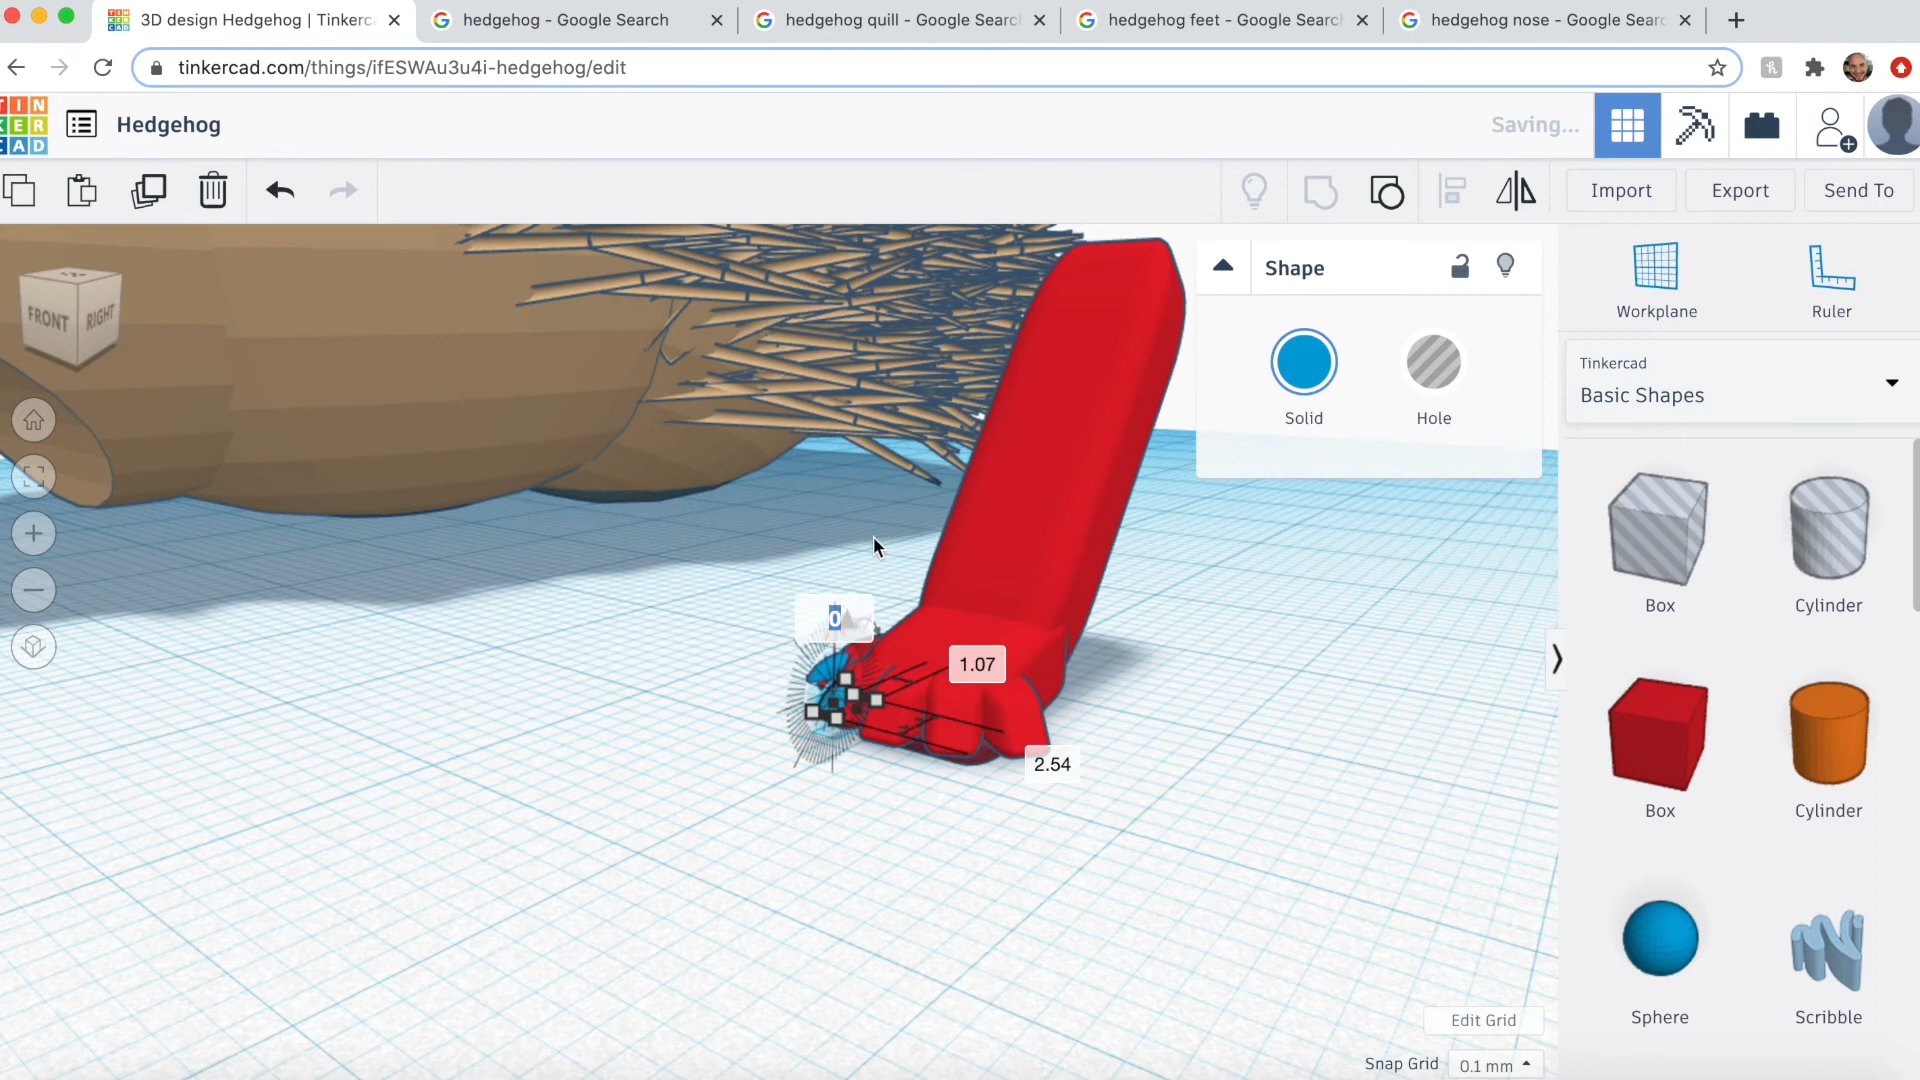 3D design Hedgehog | Tinkerca
hedgehog - Google Search
hedgehog quill - Google Searc
hedgehog feet - Google Search
hedgehog nose - Google Searc
tinkercad.com/things/ifESWAu3u4i-hedgehog/edit
TIN
KER
CAD
Hedgehog
Saving...
Import
Export
Send To
FRONT
RIGHT
Shape
Solid
Hole
Workplane
Ruler
Tinkercad
Basic Shapes
Box
Cylinder
Box
Cylinder
Sphere
Scribble
0
1.07
2.54
Edit Grid
Snap Grid
0.1 mm